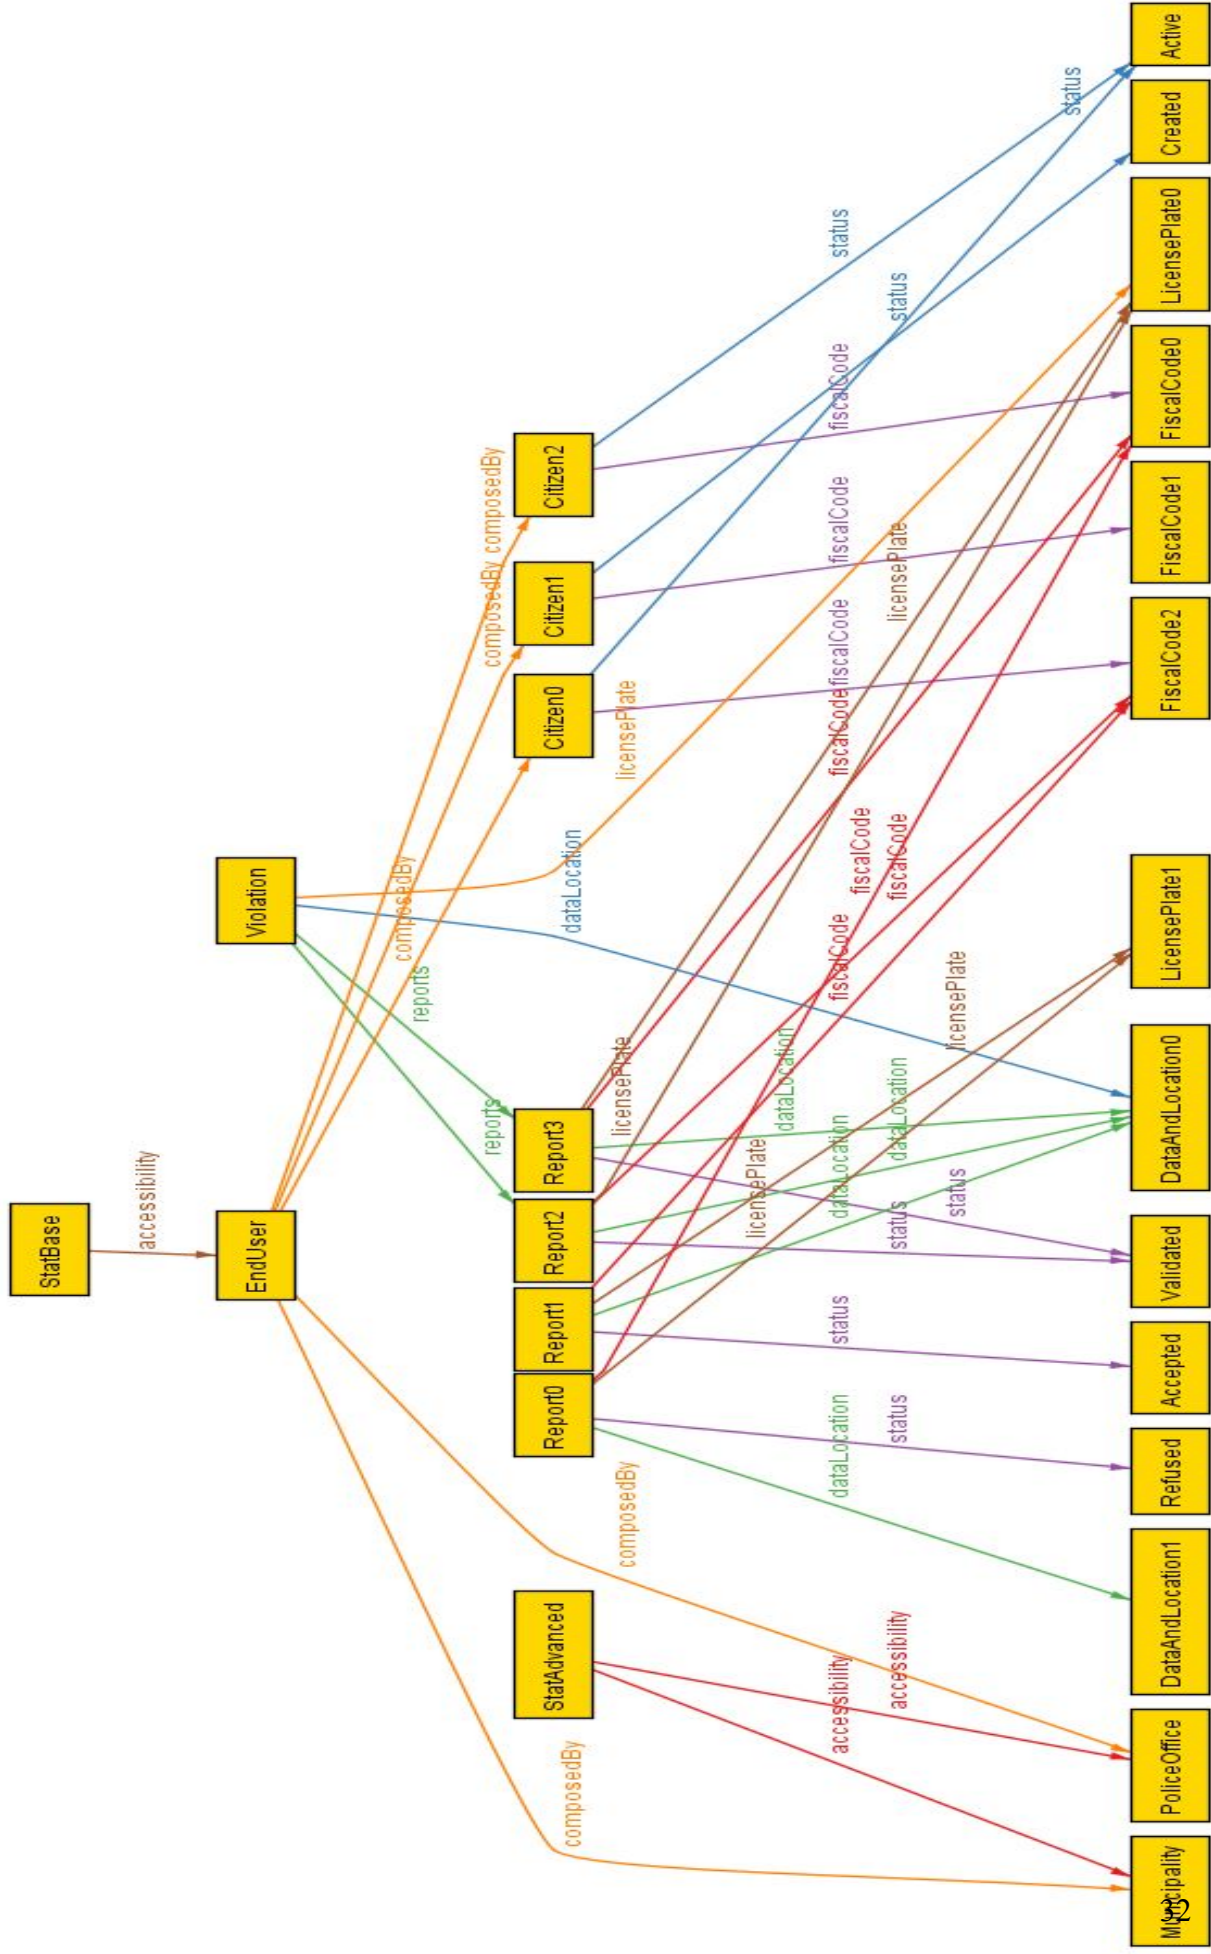 StatBase
accessibility
EndUser
Violation
composedBy
composedBy
composedBy
composedBy
composedBy
reports
reports
licensePlate
dataLocation
StatAdvanced
Report0
Report1
Report2
Report3
Citizen0
Citizen1
Citizen2
accessibility
accessibility
dataLocation
status
status
status
status
licensePlate
dataLocation
dataLocation
dataLocation
licensePlate
licensePlate
licensePlate
fiscalCode
fiscalCode
fiscalCode
fiscalCode
fiscalCode
fiscalCode
fiscalCode
status
status
status
Municipality
PoliceOffice
DataAndLocation1
Refused
Accepted
Validated
DataAndLocation0
LicensePlate1
FiscalCode2
FiscalCode1
FiscalCode0
LicensePlate0
Created
Active
32